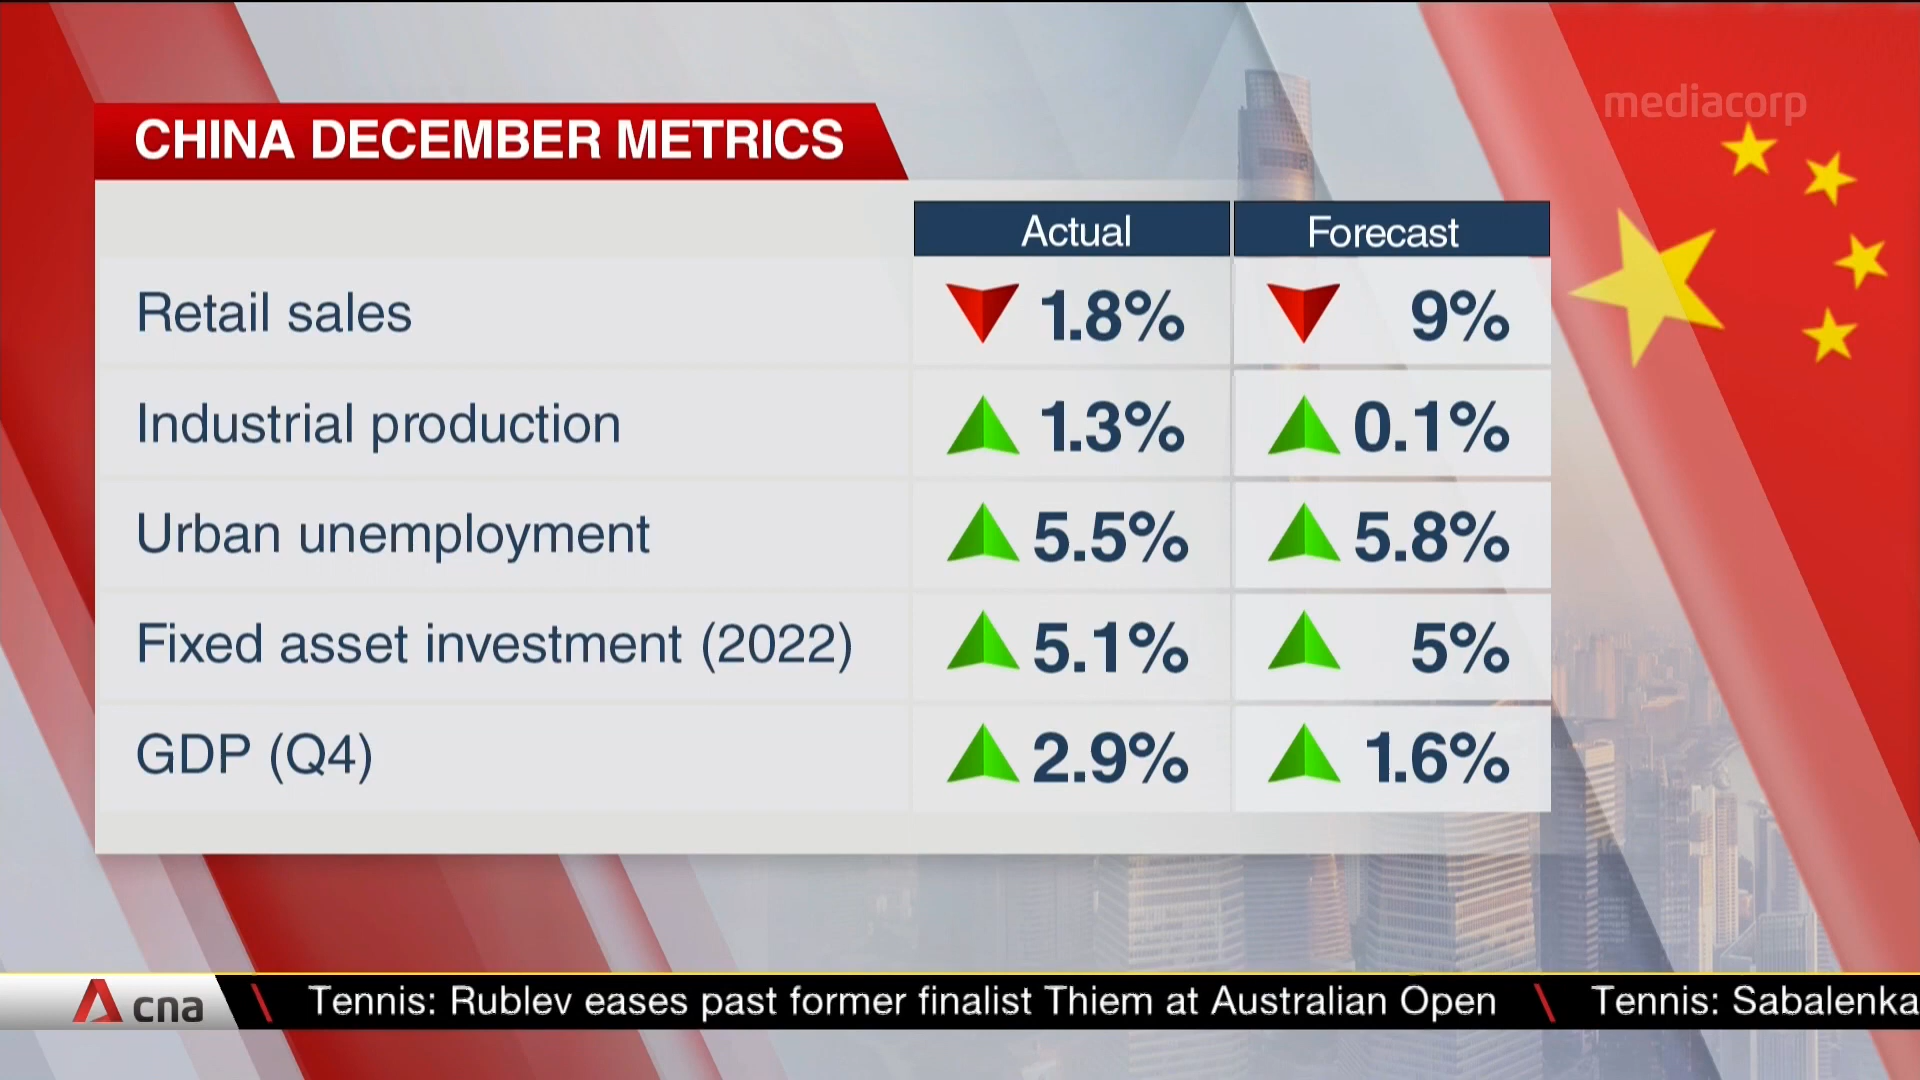 mediacorp
CHINA DECEMBER METRICS
Actual Forecast
Retail sales 1.8% 9%
Industrial production 1.3% 0.1%
Urban unemployment 5.5% 5.8%
Fixed asset investment (2022) 5.1% 5%
GDP (Q4) 2.9% 1.6%
cna \ Tennis: Rublev eases past former finalist Thiem at Australian Open \ Tennis: Sabalenka